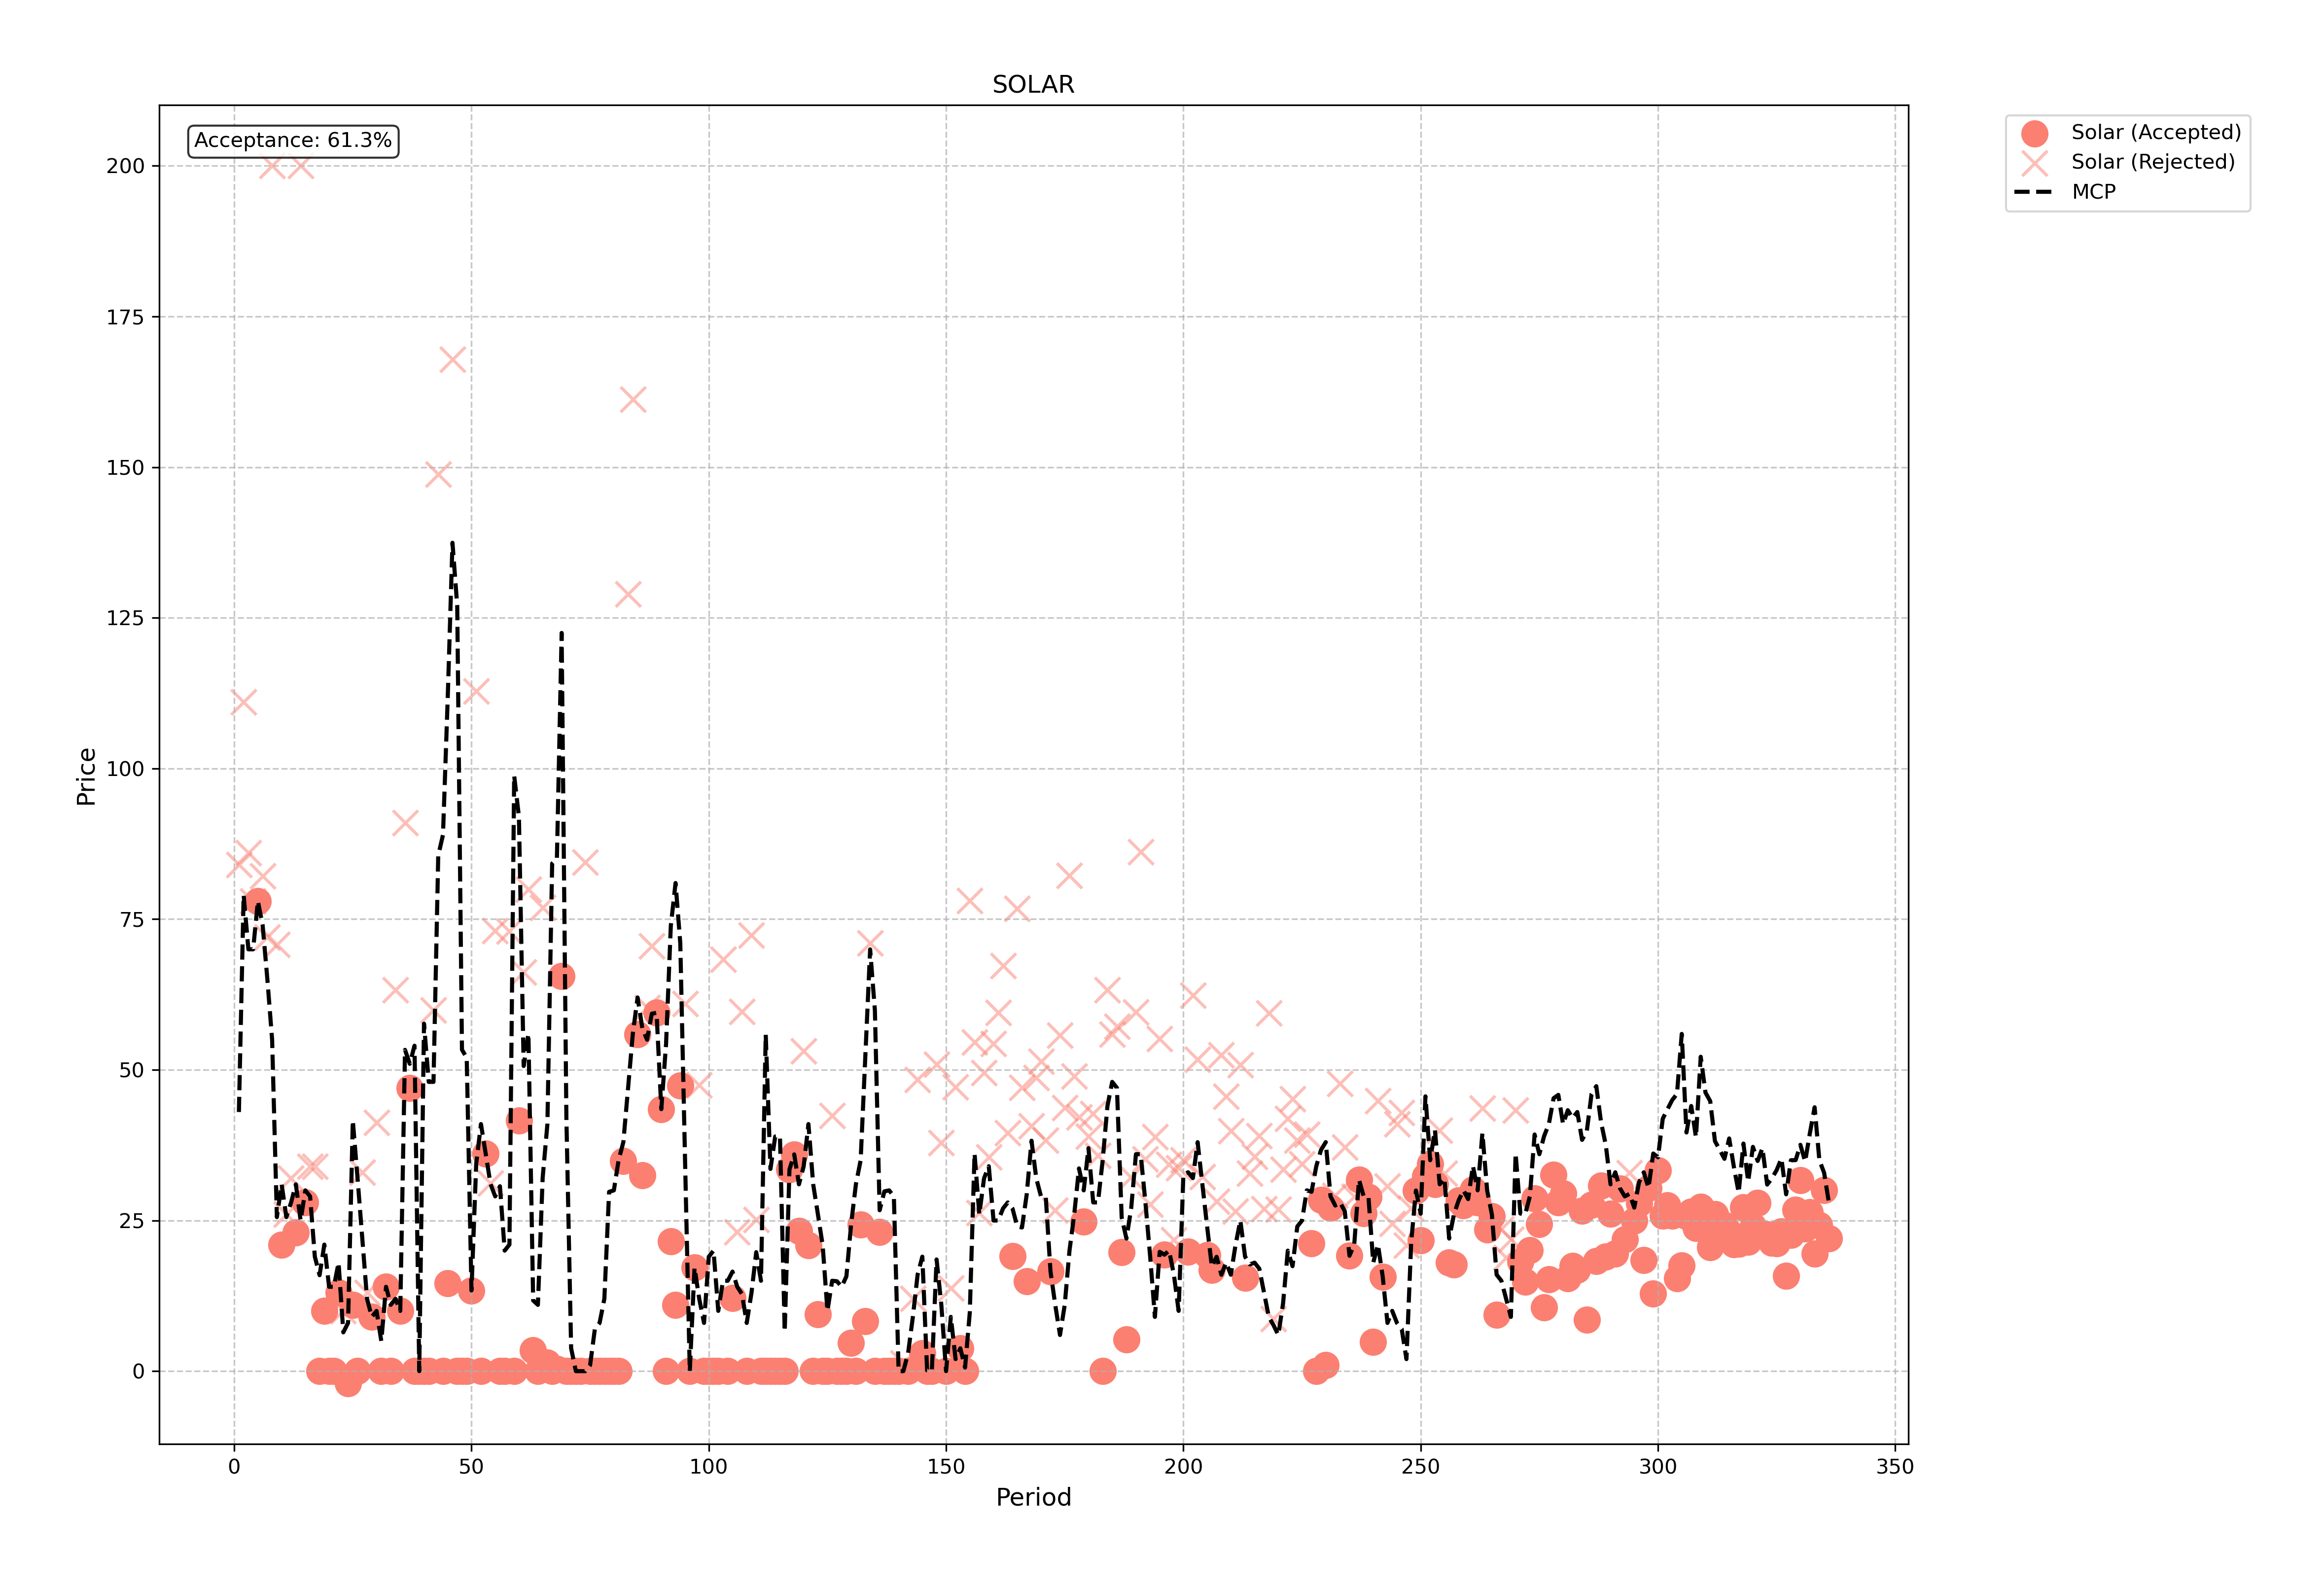 SOLAR
Acceptance: 61.3%
Solar (Accepted)
Solar (Rejected)
MCP
200
175
150
125
100
75
50
25
0
Price
0 50 100 150 200 250 300 350
Period